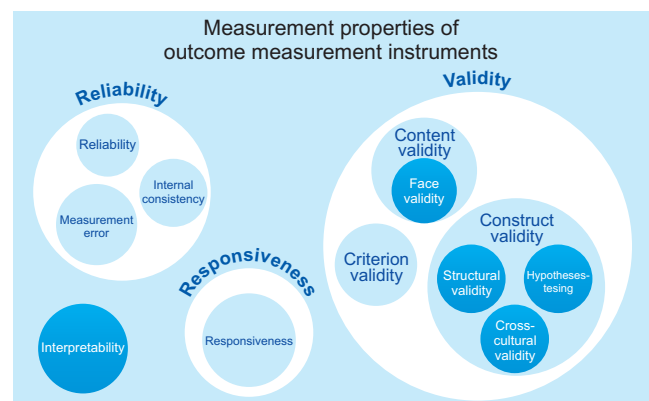 Measurement properties of
outcome measurement instruments
Reliability
Reliability
Internal
consistency
Measurement
error
Responsiveness
Responsiveness
Interpretability
Validity
Content
validity
Face
validity
Criterion
validity
Construct
validity
Structural
validity
Hypotheses-
tesing
Cross-
cultural
validity